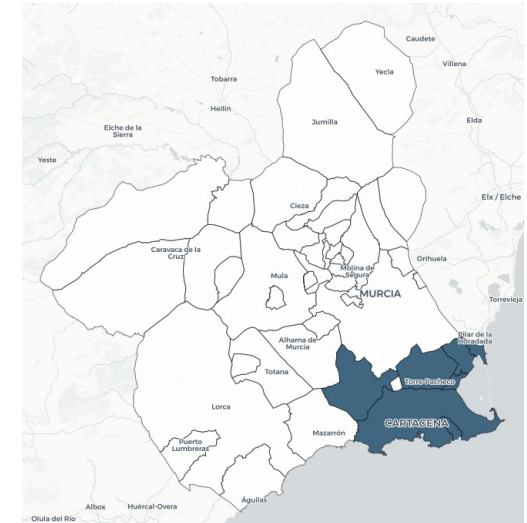 Caudete
Villena
Yecla
Tobarra
Hellín
Jumilla
Elda
Elche de la
Sierra
Yeste
Elx / Elche
Cieza
Caravaca de la
Cruz
Orihuela
Molina de
Segura
Mula
MURCIA
Torrevieja
Pilar de la
Horadada
Alhama de
Murcia
Totana
Torre-Pacheco
Lorca
CARTAGENA
Mazarrón
Puerto
Lumbreras
Águilas
Albox
Huércal-Overa
Olula del Río